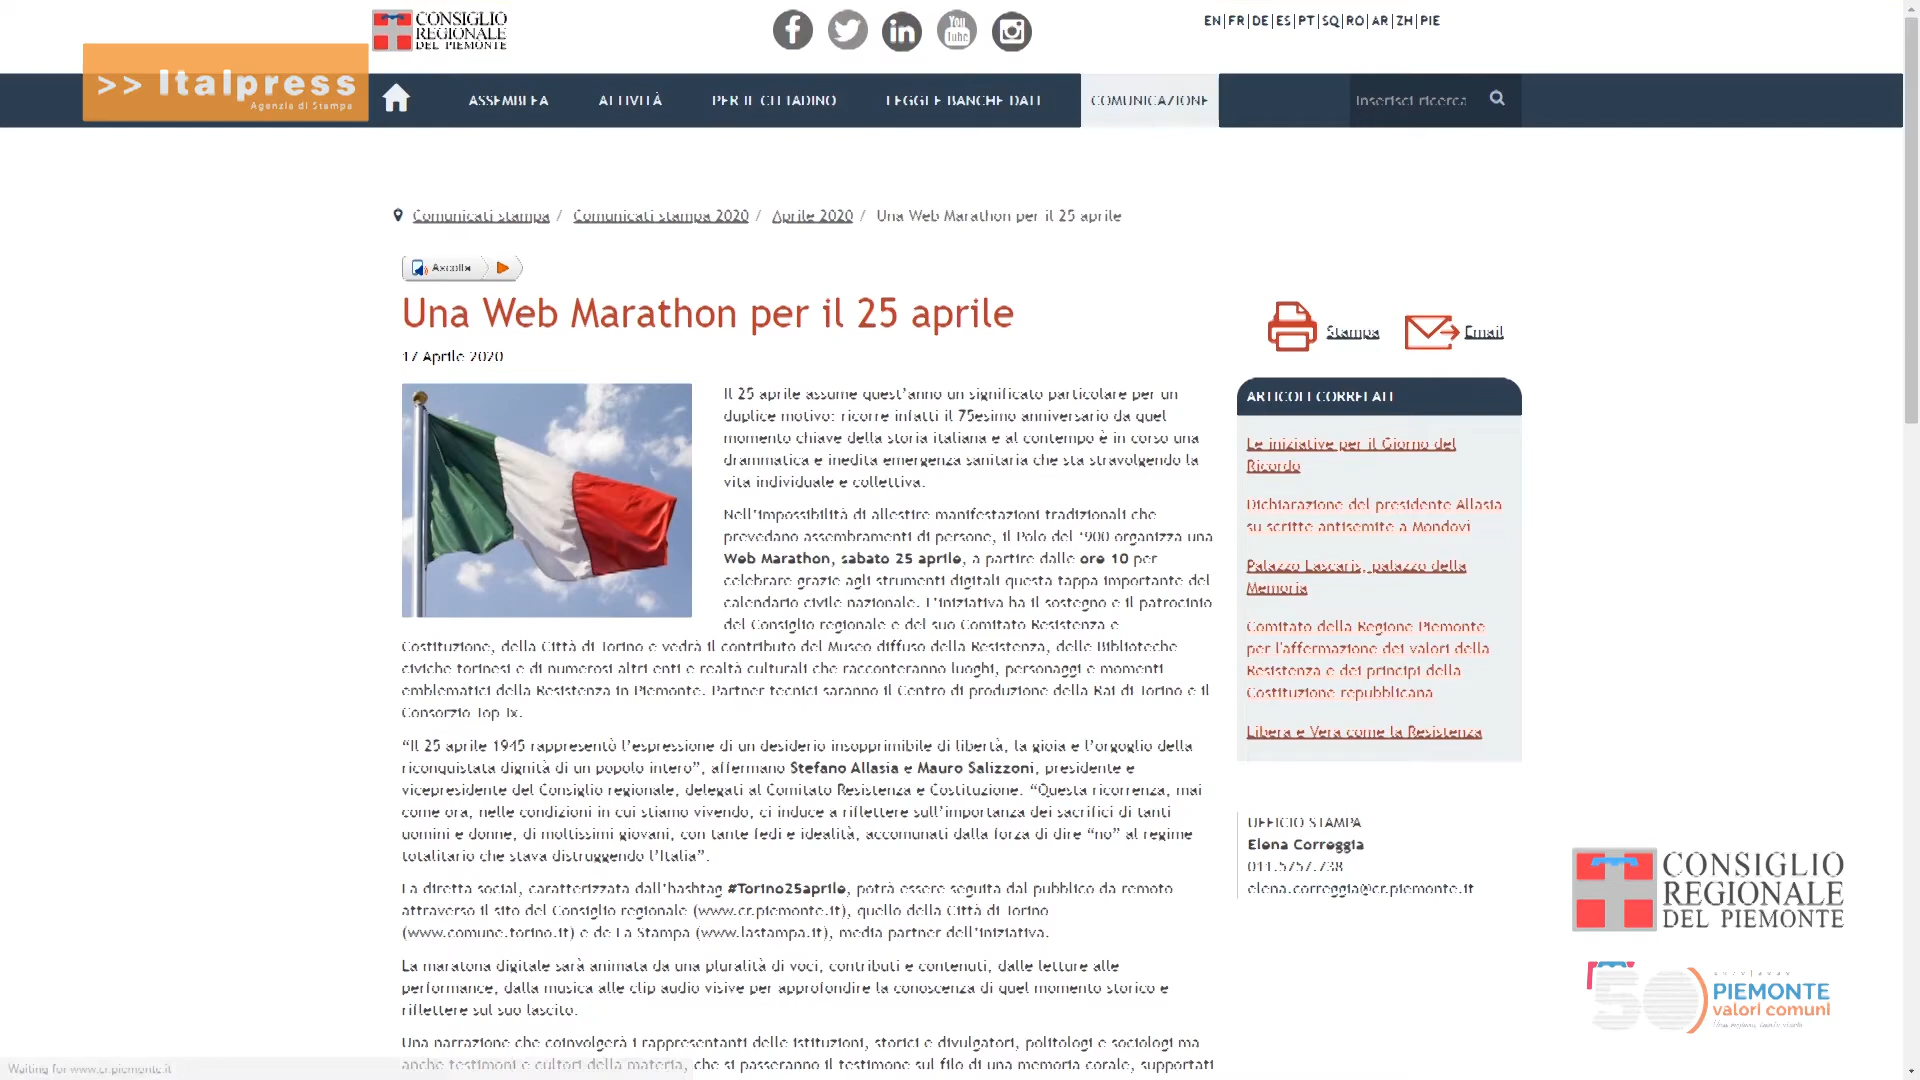 CONSIGLIO
REGIONALE
DEL PIEMONTE
You
Tube
EN|FR|DE|ES|PT|SQ|RO|AR|ZH|PIE
>> Italpress
Agenzia di Stampa
ASSEMBLEA
ATTIVITÀ
PER IL CITTADINO
LEGGI E BANCHE DATI
COMUNICAZIONE
Inserisci ricerca
Comunicati stampa / Comunicati stampa 2020 / Aprile 2020 / Una Web Marathon per il 25 aprile
Ascolta
Una Web Marathon per il 25 aprile
17 Aprile 2020
Stampa
Email
Il 25 aprile assume quest’anno un significato particolare per un
duplice motivo: ricorre infatti il 75esimo anniversario da quel
momento chiave della storia italiana e al contempo è in corso una
drammatica e inedita emergenza sanitaria che sta stravolgendo la
vita individuale e collettiva.
Nell’impossibilità di allestire manifestazioni tradizionali che
prevedano assembramenti di persone, il Polo del ‘900 organizza una
Web Marathon, sabato 25 aprile, a partire dalle ore 10 per
celebrare grazie agli strumenti digitali questa tappa importante del
calendario civile nazionale. L’iniziativa ha il sostegno e il patrocinio
del Consiglio regionale e del suo Comitato Resistenza e
Costituzione, della Città di Torino e vedrà il contributo del Museo diffuso della Resistenza, delle Biblioteche
civiche torinesi e di numerosi altri enti e realtà culturali che racconteranno luoghi, personaggi e momenti
emblematici della Resistenza in Piemonte. Partner tecnici saranno il Centro di produzione della Rai di Torino e il
Consorzio Top Ix.
“Il 25 aprile 1945 rappresentò l’espressione di un desiderio insopprimibile di libertà, la gioia e l’orgoglio della
riconquistata dignità di un popolo intero”, affermano Stefano Allasia e Mauro Salizzoni, presidente e
vicepresidente del Consiglio regionale, delegati al Comitato Resistenza e Costituzione. “Questa ricorrenza, mai
come ora, nelle condizioni in cui stiamo vivendo, ci induce a riflettere sull’importanza dei sacrifici di tanti
uomini e donne, di moltissimi giovani, con tante fedi e idealità, accomunati dalla forza di dire “no” al regime
totalitario che stava distruggendo l’Italia”.
La diretta social, caratterizzata dall’hashtag #Torino25aprile, potrà essere seguita dal pubblico da remoto
attraverso il sito del Consiglio regionale (www.cr.piemonte.it), quello della Città di Torino
(www.comune.torino.it) e de La Stampa (www.lastampa.it), media partner dell’iniziativa.
La maratona digitale sarà animata da una pluralità di voci, contributi e contenuti, dalle letture alle
performance, dalla musica alle clip audio visive per approfondire la conoscenza di quel momento storico e
riflettere sul suo lascito.
Una narrazione che coinvolgerà i rappresentanti delle istituzioni, storici e divulgatori, politologi e sociologi ma
anche testimoni e cultori della materia, che si passeranno il testimone sul filo di una memoria corale, supportati
ARTICOLI CORRELATI
Le iniziative per il Giorno del
Ricordo
Dichiarazione del presidente Allasia
su scritte antisemite a Mondovì
Palazzo Lascaris, palazzo della
Memoria
Comitato della Regione Piemonte
per l'affermazione dei valori della
Resistenza e dei principi della
Costituzione repubblicana
Libera e Vera come la Resistenza
UFFICIO STAMPA
Elena Correggia
011.5757.738
elena.correggia@cr.piemonte.it
CONSIGLIO
REGIONALE
DEL PIEMONTE
50
PIEMONTE
valori comuni
Waiting for www.cr.piemonte.it